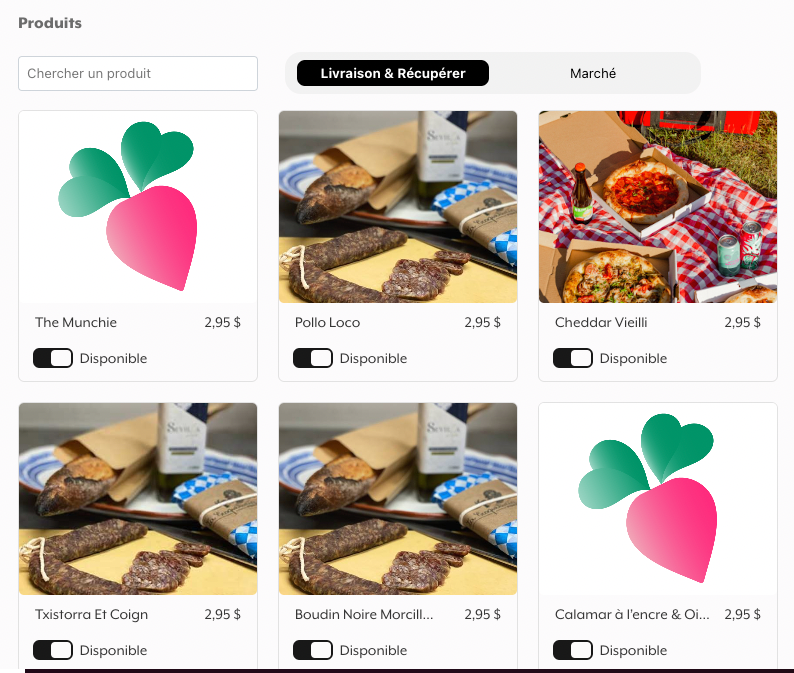 Produits
Chercher un produit
Livraison & Récupérer
Marché
The Munchie 2,95 $
Disponible
Pollo Loco 2,95 $
Disponible
Cheddar Vieilli 2,95 $
Disponible
Txistorra Et Coign 2,95 $
Disponible
Boudin Noire Morcill... 2,95 $
Disponible
Calamar à l'encre & Oi... 2,95 $
Disponible